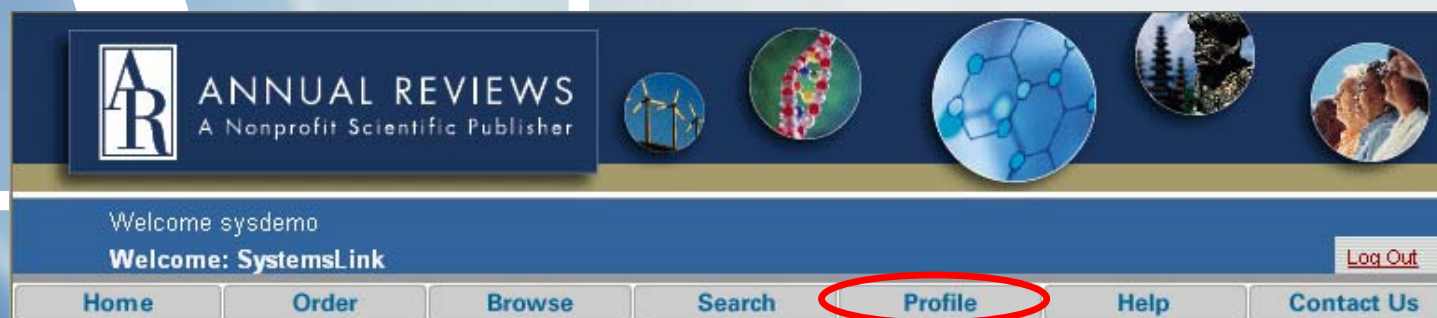 AR
ANNUAL REVIEWS
A Nonprofit Scientific Publisher
Welcome sysdemo
Welcome: SystemsLink
Log Out
Home Order Browse Search Profile Help Contact Us